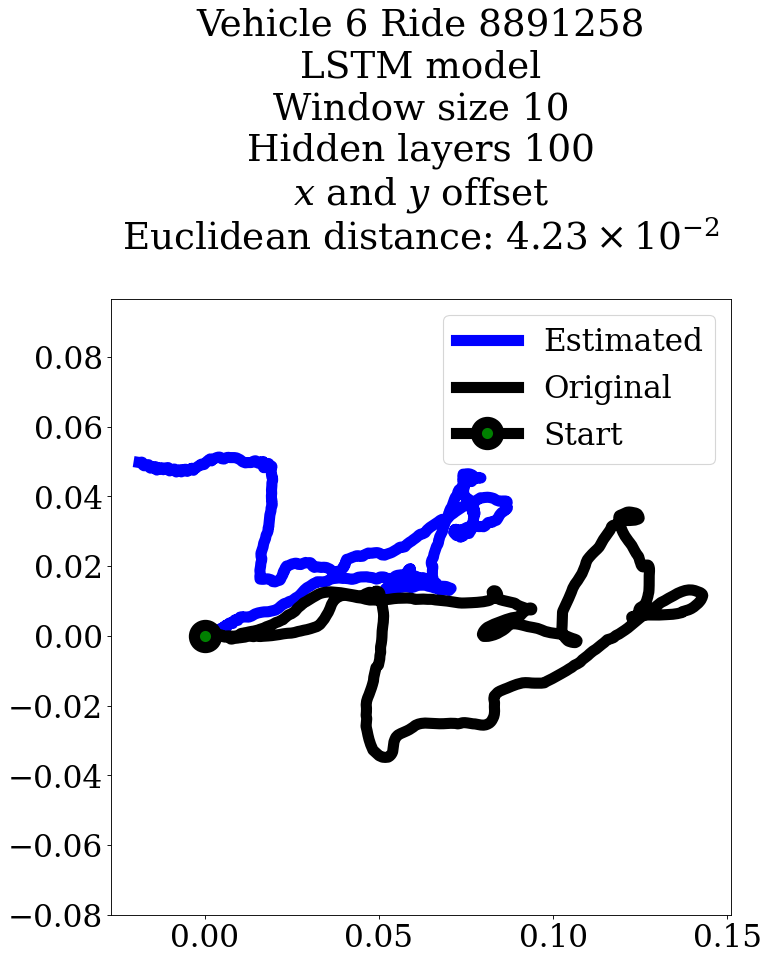 Vehicle 6 Ride 8891258
LSTM model
Window size 10
Hidden layers 100
x and y offset
Euclidean distance: 4.23 × 10⁻²
Estimated
Original
Start
0.08
0.06
0.04
0.02
0.00
−0.02
−0.04
−0.06
−0.08
0.00 0.05 0.10 0.15